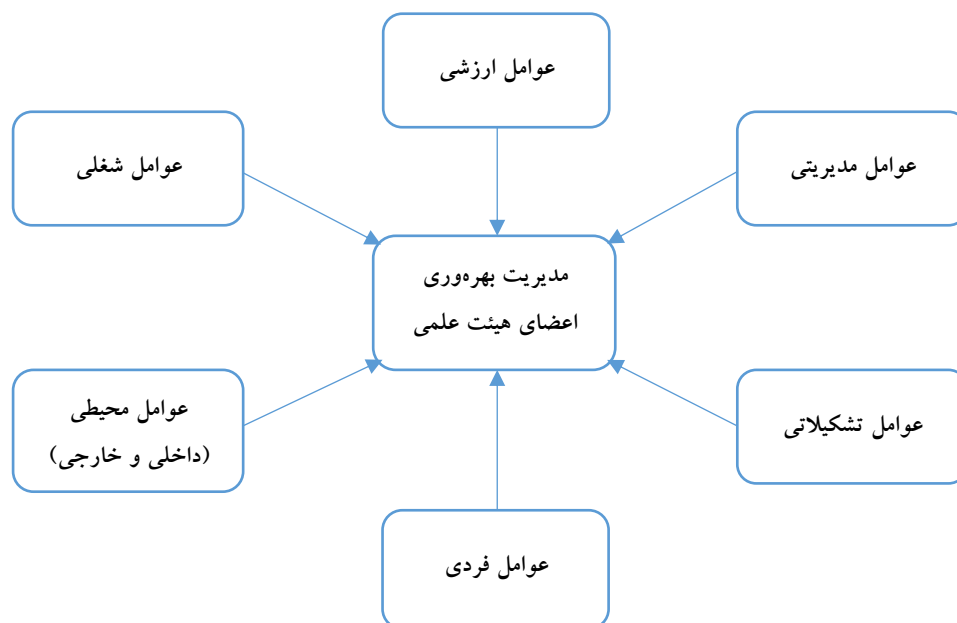 عوامل ارزشی
عوامل مدیریتی
عوامل شغلی
مدیریت بهره‌وری
اعضای هیئت علمی
عوامل تشکیلاتی
عوامل محیطی
(داخلی و خارجی)
عوامل فردی